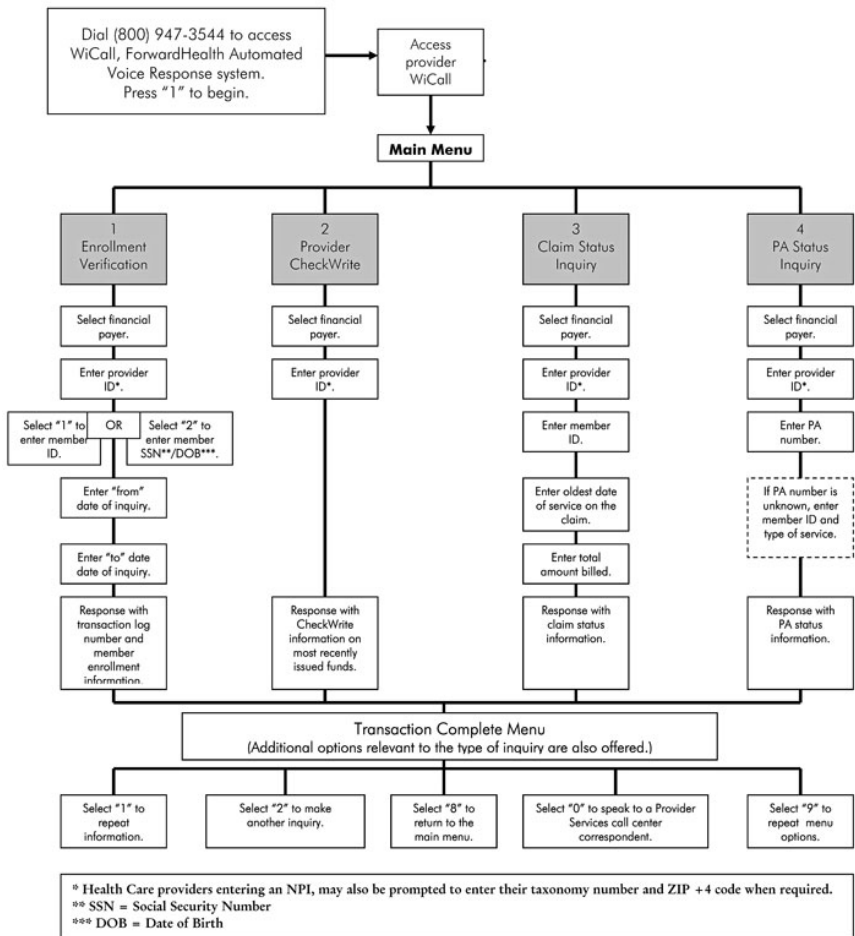 Dial (800) 947-3544 to access
WiCall, ForwardHealth Automated
Voice Response system.
Press "1" to begin.
Access
provider
WiCall
Main Menu
1
Enrollment
Verification
2
Provider
CheckWrite
3
Claim Status
Inquiry
4
PA Status
Inquiry
Select financial
payer.
Select financial
payer.
Select financial
payer.
Select financial
payer.
Enter provider
ID*.
Enter provider
ID*.
Enter provider
ID*.
Enter provider
ID*.
Select "1" to
enter member
ID.
OR
Select "2" to
enter member
SSN**/DOB***.
Enter member
ID.
Enter PA
number.
Enter "from"
date of inquiry.
Enter oldest date
of service on the
claim.
If PA number is
unknown, enter
member ID and
type of service.
Enter "to" date
date of inquiry.
Enter total
amount billed.
Response with
transaction log
number and
member
enrollment
information.
Response with
CheckWrite
information on
most recently
issued funds.
Response with
claim status
information.
Response with
PA status
information.
Transaction Complete Menu
(Additional options relevant to the type of inquiry are also offered.)
Select "1" to
repeat
information.
Select "2" to make
another inquiry.
Select "8" to
return to the
main menu.
Select "0" to speak to a Provider
Services call center
correspondent.
Select "9" to
repeat menu
options.
* Health Care providers entering an NPI, may also be prompted to enter their taxonomy number and ZIP +4 code when required.
** SSN = Social Security Number
*** DOB = Date of Birth